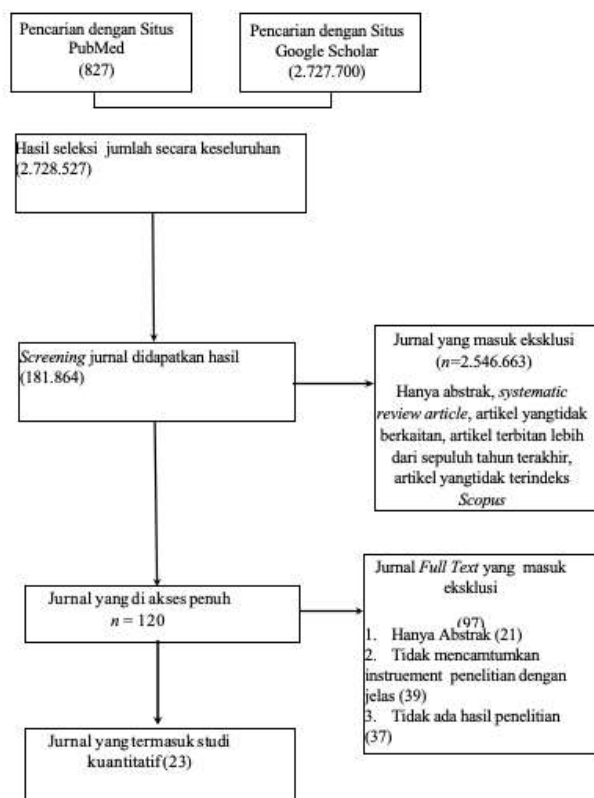 Pencarian dengan Situs
PubMed
(827)
Pencarian dengan Situs
Google Scholar
(2.727.700)
Hasil seleksi jumlah secara keseluruhan
(2.728.527)
Screening jurnal didapatkan hasil
(181.864)
Jurnal yang masuk eksklusi
(n=2.546.663)
Hanya abstrak, systematic
review article, artikel yangtidak
berkaitan, artikel terbitan lebih
dari sepuluh tahun terakhir,
artikel yangtidak terindeks
Scopus
Jurnal yang di akses penuh
n = 120
Jurnal Full Text yang masuk
eksklusi
(97)
1. Hanya Abstrak (21)
2. Tidak mencamtumkan
instruement penelitian dengan
jelas (39)
3. Tidak ada hasil penelitian
(37)
Jurnal yang termasuk studi
kuantitatif (23)